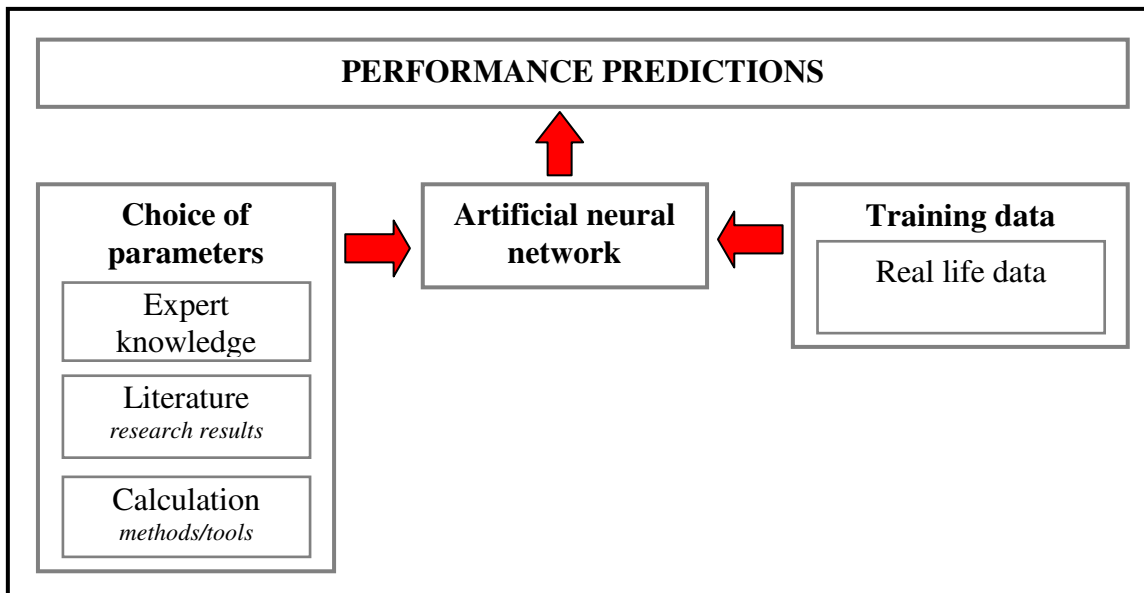 PERFORMANCE PREDICTIONS
Choice of
parameters
Expert
knowledge
Literature
research results
Calculation
methods/tools
Artificial neural
network
Training data
Real life data